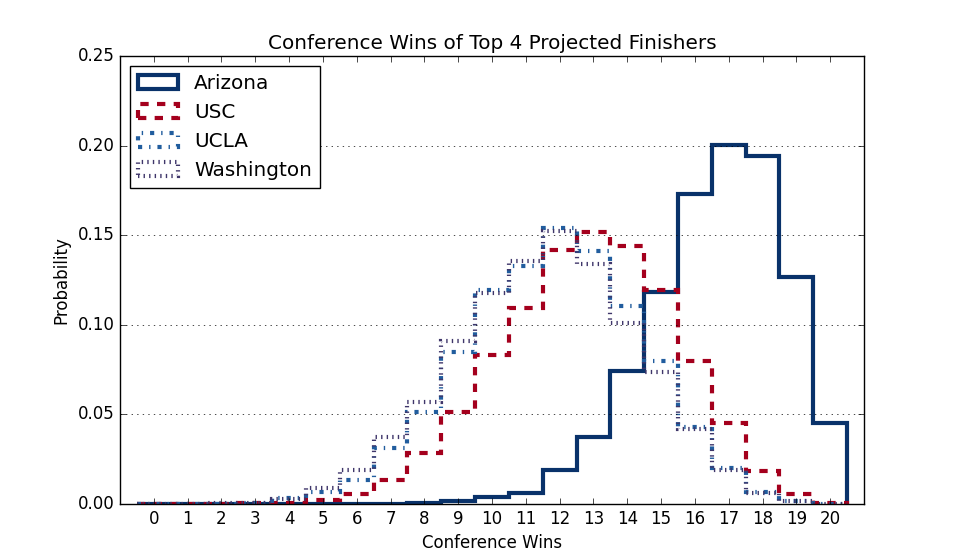 Conference Wins of Top 4 Projected Finishers
0.25
0.20
0.15
0.10
0.05
0.00
Probability
Arizona
USC
UCLA
Washington
0 1 2 3 4 5 6 7 8 9 10 11 12 13 14 15 16 17 18 19 20
Conference Wins